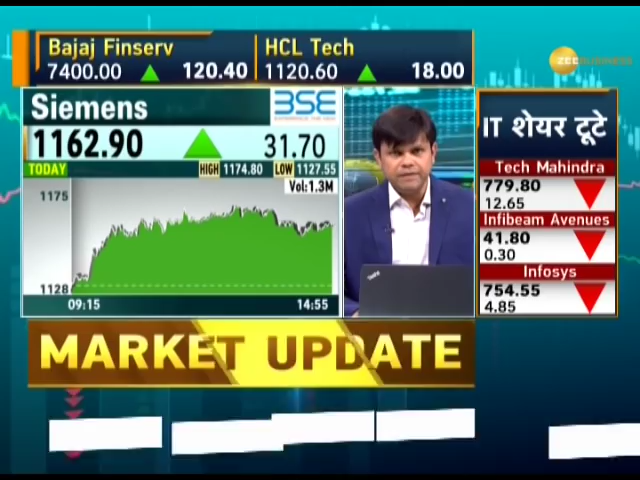 Bajaj Finserv
7400.00 120.40
HCL Tech
1120.60 18.00
ZEE BUSINESS
Siemens
BSE
1162.90 31.70
TODAY HIGH 1174.80 LOW 1127.55
Vol:1.3M
1175
1128
09:15 14:55
IT शेयर टूटे
Tech Mahindra
779.80
12.65
Infibeam Avenues
41.80
0.30
Infosys
754.55
4.85
MARKET UPDATE